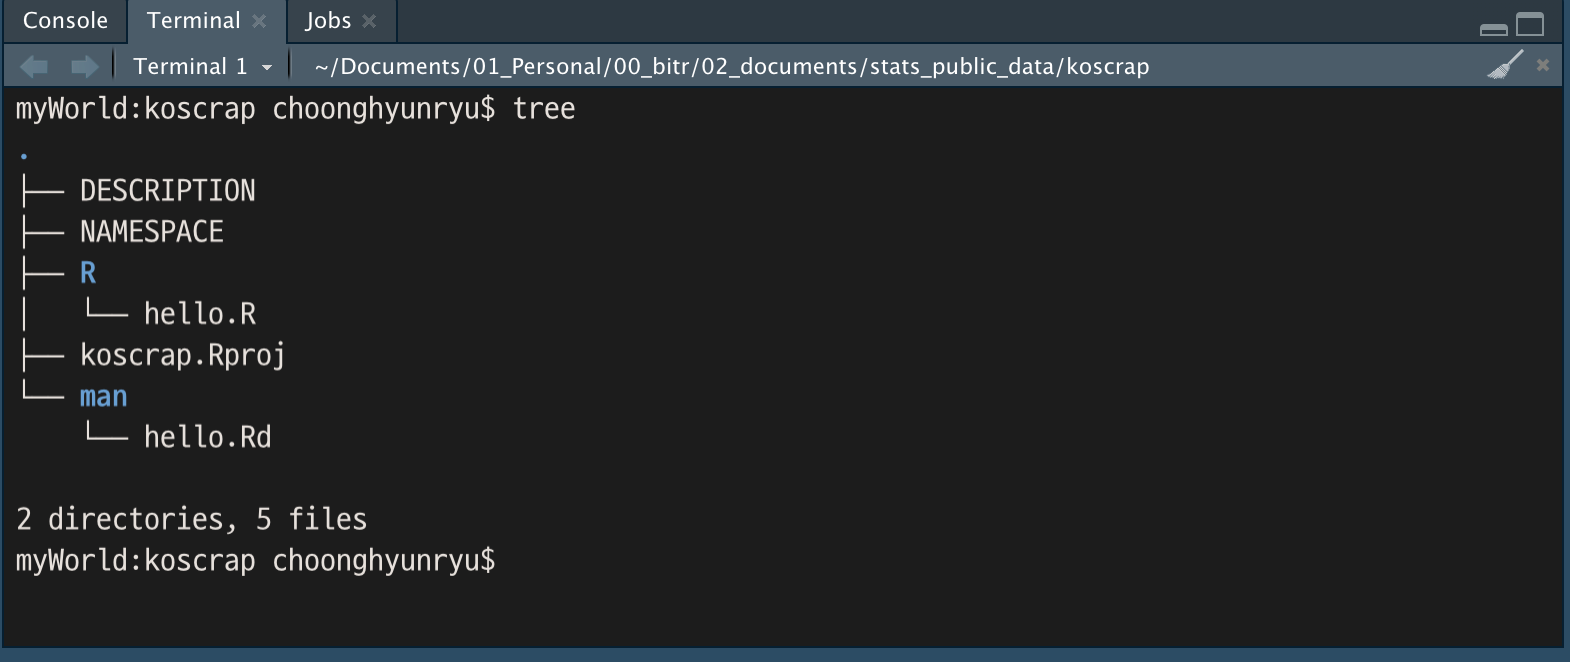 Console Terminal Jobs
Terminal 1 ~/Documents/01_Personal/00_bitr/02_documents/stats_public_data/koscrap
myWorld:koscrap choonghyunryu$ tree
.
├── DESCRIPTION
├── NAMESPACE
├── R
│   └── hello.R
├── koscrap.Rproj
└── man
    └── hello.Rd
2 directories, 5 files
myWorld:koscrap choonghyunryu$